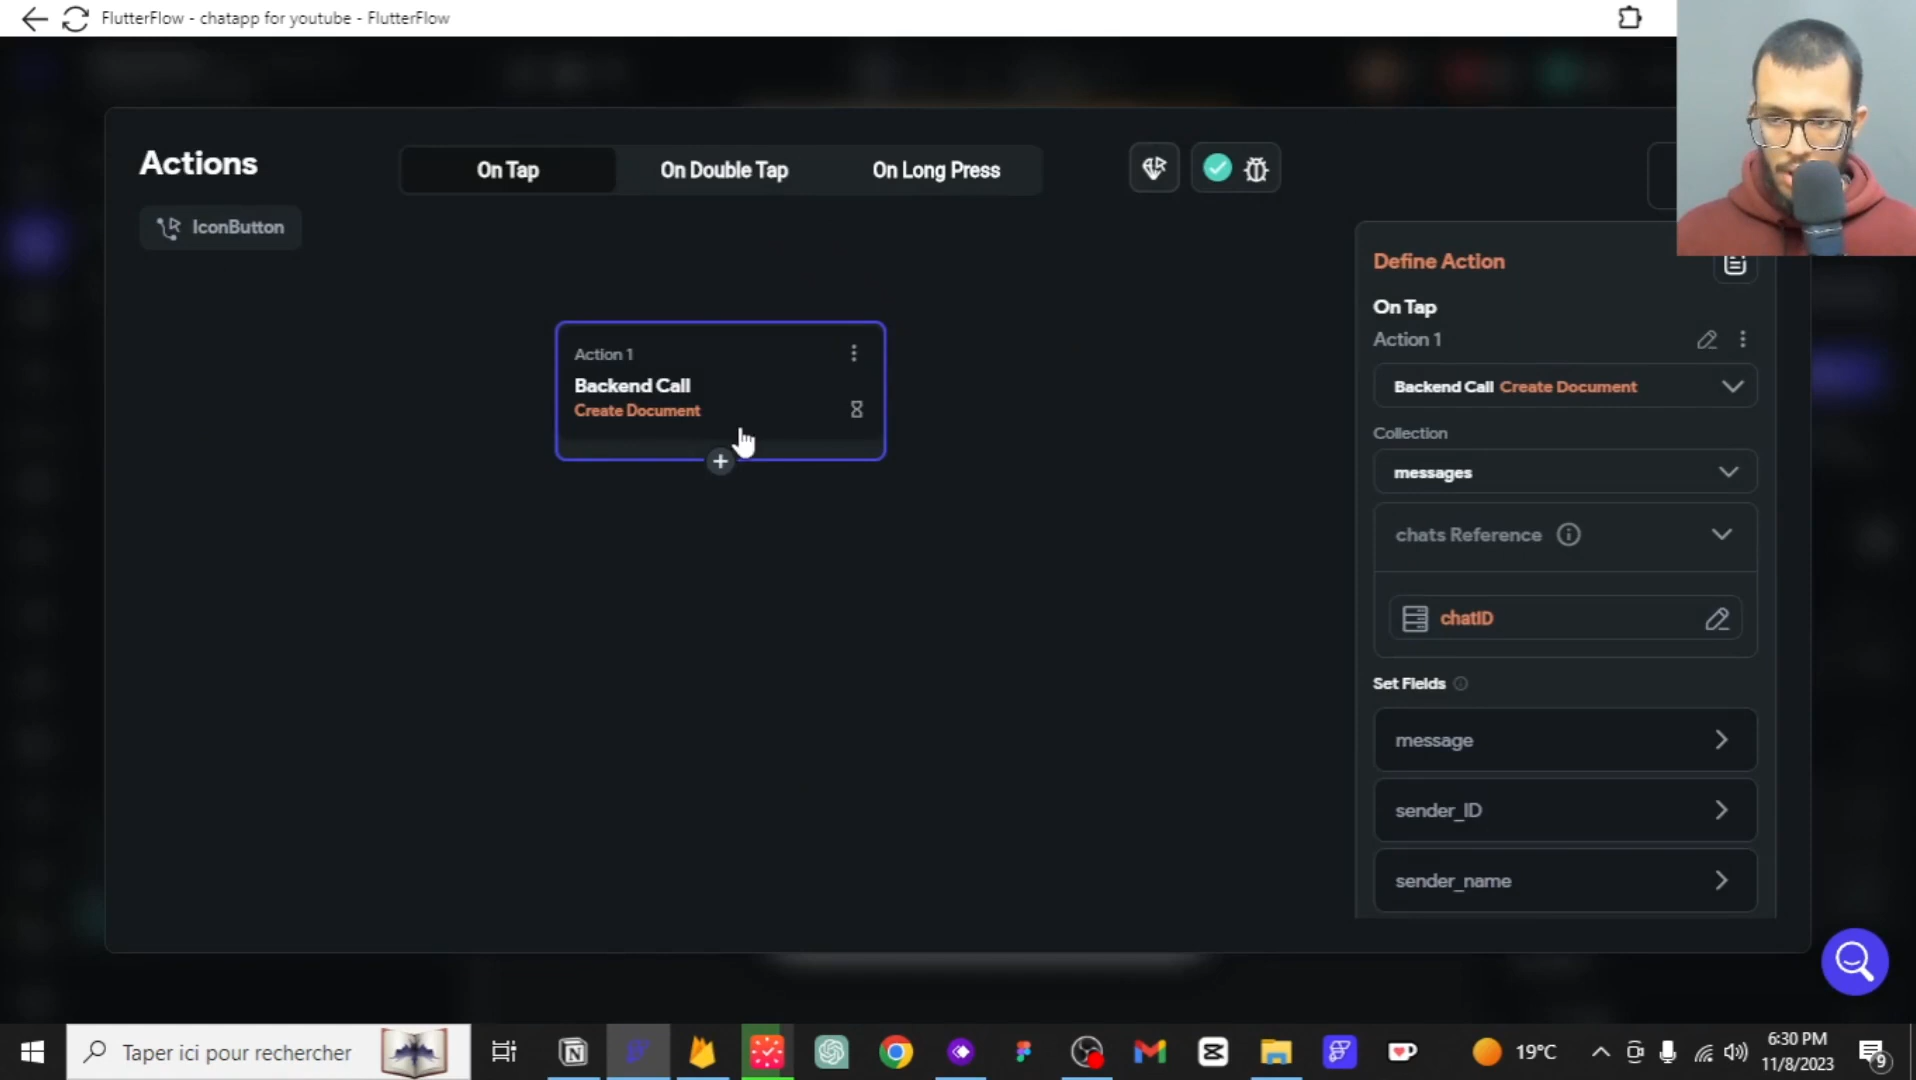 FlutterFlow - chatapp for youtube - FlutterFlow
Actions
On Tap
On Double Tap
On Long Press
IconButton
Action 1
Backend Call
Create Document
Define Action
On Tap
Action 1
Backend Call Create Document
Collection
messages
chats Reference
chatID
Set Fields
message
sender_ID
sender_name
Taper ici pour rechercher
19°C
6:30 PM
11/8/2023
9